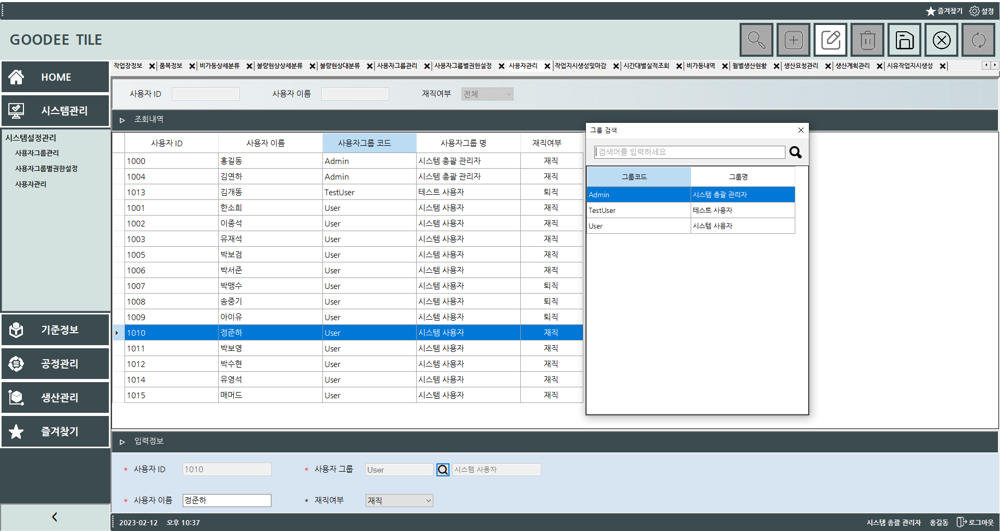 즐겨찾기 설정
GOODEE TILE
작업장정보 품목정보 비가동상세분류 불량현상상세분류 불량현상대분류 사용자그룹관리 사용자그룹별권한설정 사용자관리 작업지시생성및마감 시간대별실적조회 비가동내역 월별생산현황 생산요청관리 생산계획관리 시유작업지시생성
HOME
시스템관리
시스템설정관리
사용자그룹관리
사용자그룹별권한설정
사용자관리
기준정보
공정관리
생산관리
즐겨찾기
사용자 ID 사용자 이름 재직여부 전체
조회내역
사용자 ID 사용자 이름 사용자그룹 코드 사용자그룹 명 재직여부
1000 홍길동 Admin 시스템 총괄 관리자 재직
1004 김연하 Admin 시스템 총괄 관리자 재직
1013 김개똥 TestUser 테스트 사용자 퇴직
1001 한소희 User 시스템 사용자 재직
1002 이종석 User 시스템 사용자 재직
1003 유재석 User 시스템 사용자 재직
1005 박보검 User 시스템 사용자 재직
1006 박서준 User 시스템 사용자 재직
1007 박맹수 User 시스템 사용자 퇴직
1008 송중기 User 시스템 사용자 퇴직
1009 아이유 User 시스템 사용자 퇴직
1010 정준하 User 시스템 사용자 재직
1011 박보영 User 시스템 사용자 재직
1012 박수현 User 시스템 사용자 재직
1014 유영석 User 시스템 사용자 재직
1015 매머드 User 시스템 사용자 재직
그룹 검색
검색어를 입력하세요
그룹코드 그룹명
Admin 시스템 총괄 관리자
TestUser 테스트 사용자
User 시스템 사용자
입력정보
* 사용자 ID 1010 * 사용자 그룹 User 시스템 사용자
* 사용자 이름 정준하 * 재직여부 재직
2023-02-12 오후 10:37 시스템 총괄 관리자 홍길동 로그아웃